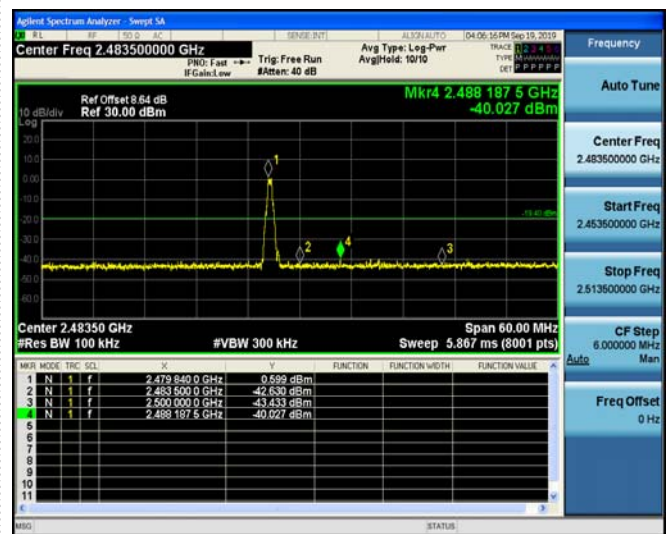 Agilent Spectrum Analyzer - Swept SA
RL RF 50 Ω AC SENSE:INT ALIGN AUTO 04:06:16 PM Sep 19, 2019
Center Freq 2.483500000 GHz
PNO: Fast Trig: Free Run
IFGain:Low #Atten: 40 dB
Avg Type: Log-Pwr
Avg|Hold: 10/10
TRACE 1 2 3 4 5 6
TYPE
DET P P P P P P
Ref Offset 8.64 dB
Ref 30.00 dBm
10 dB/div
Log
Mkr4 2.488 187 5 GHz
-40.027 dBm
20.0
10.0
0.00
-10.0
-20.0
-30.0
-40.0
-50.0
-60.0
1
2
4
3
-19.40 dBm
Center 2.48350 GHz Span 60.00 MHz
#Res BW 100 kHz #VBW 300 kHz Sweep 5.867 ms (8001 pts)
MKR MODE TRC SCL X Y FUNCTION FUNCTION WIDTH FUNCTION VALUE
1 N 1 f 2.479 840 0 GHz 0.599 dBm
2 N 1 f 2.483 500 0 GHz -42.630 dBm
3 N 1 f 2.500 000 0 GHz -43.433 dBm
4 N 1 f 2.488 187 5 GHz -40.027 dBm
5
6
7
8
9
10
11
MSG STATUS
Frequency
Auto Tune
Center Freq
2.483500000 GHz
Start Freq
2.453500000 GHz
Stop Freq
2.513500000 GHz
CF Step
6.000000 MHz
Auto Man
Freq Offset
0 Hz